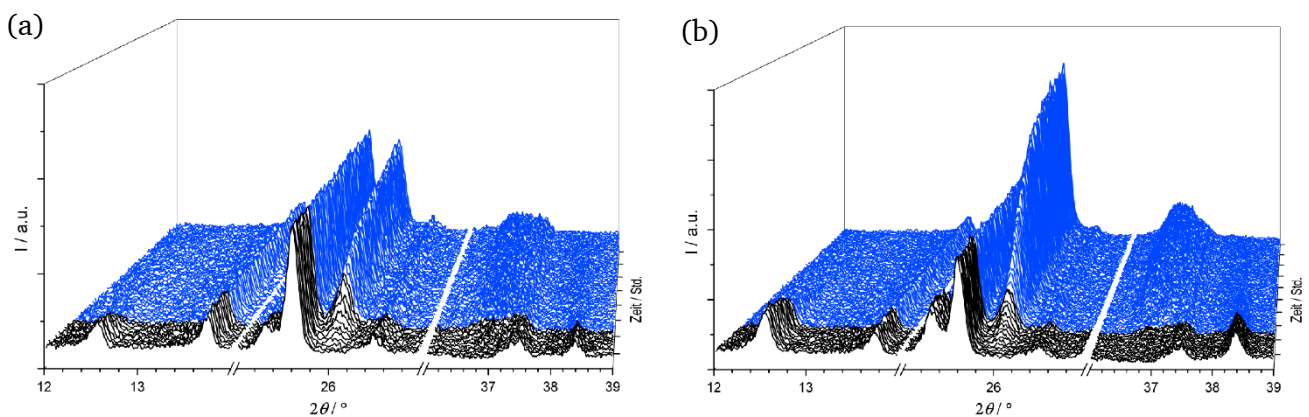 (a)
I / a.u.
Zeit / Std.
12 13 26 37 38 39
2θ / °
(b)
I / a.u.
Zeit / Std.
12 13 26 37 38 39
2θ / °